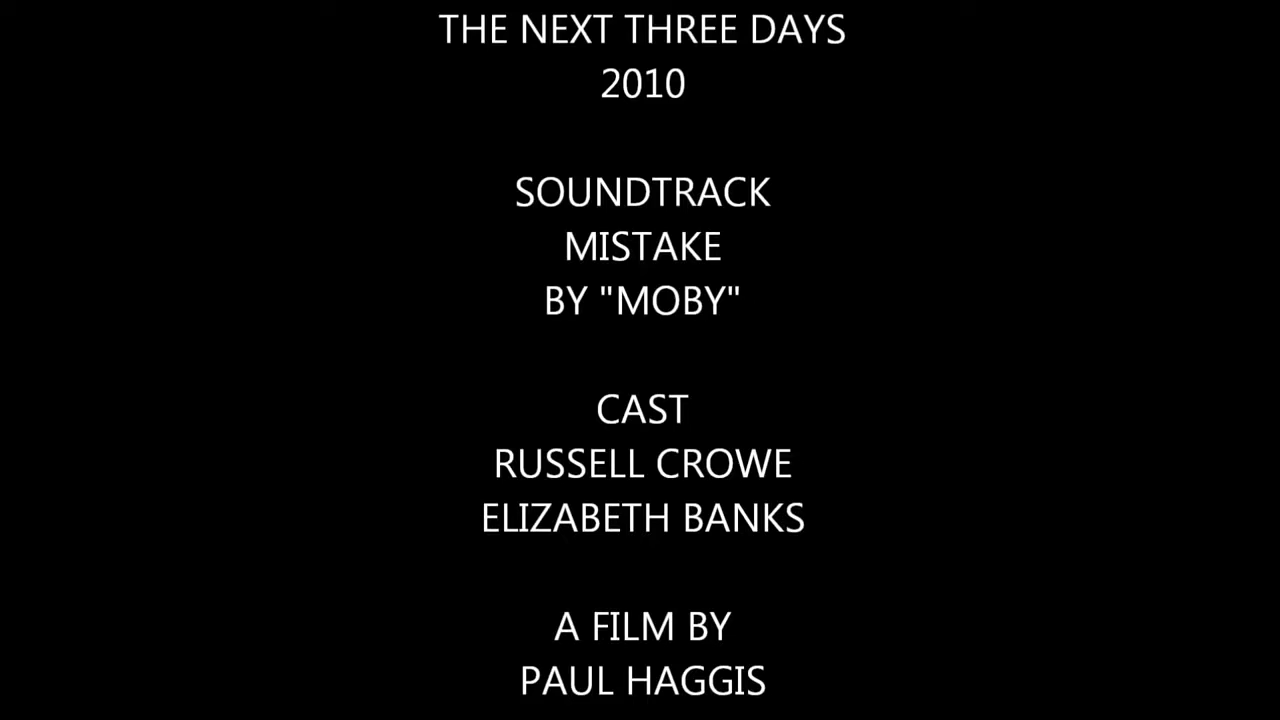 THE NEXT THREE DAYS
2010
SOUNDTRACK
MISTAKE
BY "MOBY"
CAST
RUSSELL CROWE
ELIZABETH BANKS
A FILM BY
PAUL HAGGIS